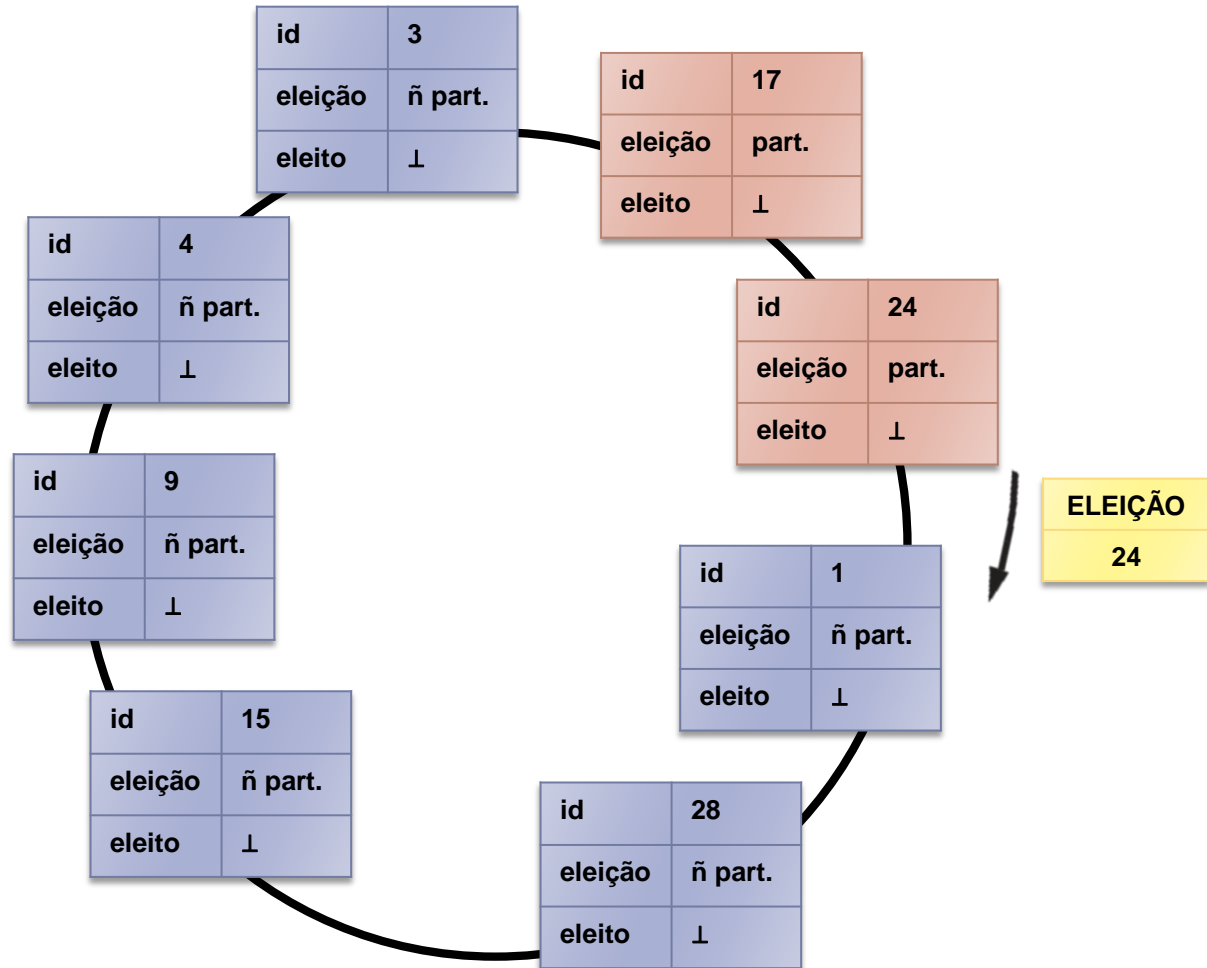 id 3
eleição ñ part.
eleito ⊥
id 17
eleição part.
eleito ⊥
id 4
eleição ñ part.
eleito ⊥
id 24
eleição part.
eleito ⊥
id 9
eleição ñ part.
eleito ⊥
ELEIÇÃO
24
id 1
eleição ñ part.
eleito ⊥
id 15
eleição ñ part.
eleito ⊥
id 28
eleição ñ part.
eleito ⊥